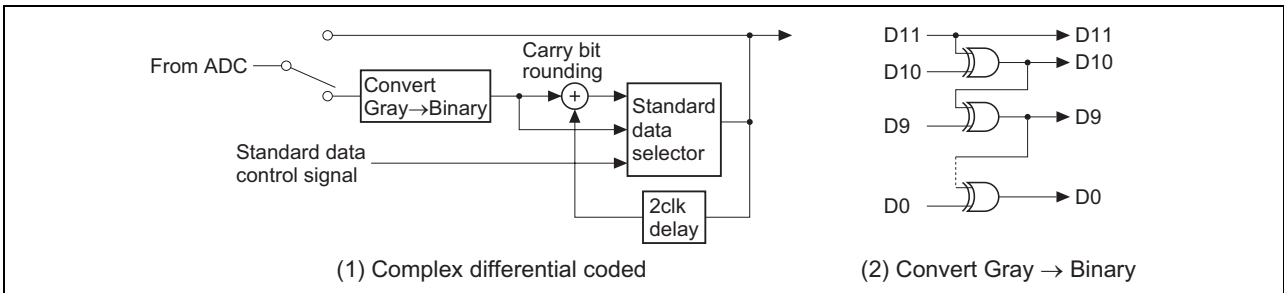 From ADC
Convert
Gray→Binary
Carry bit
rounding
+
Standard
data
selector
Standard data
control signal
2clk
delay
(1) Complex differential coded
D11
D11
D10
D10
D9
D9
D0
D0
(2) Convert Gray → Binary